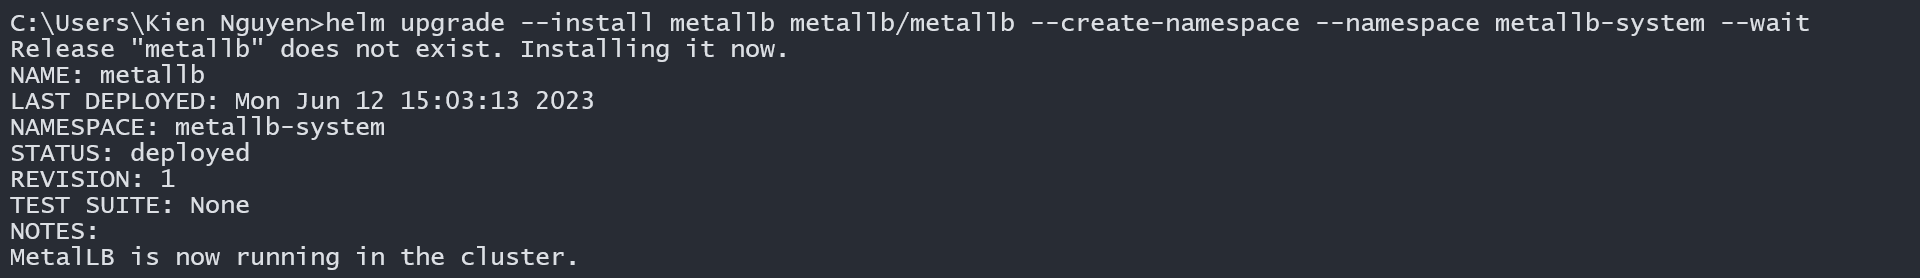 C:\Users\Kien Nguyen>helm upgrade --install metallb metallb/metallb --create-namespace --namespace metallb-system --wait
Release "metallb" does not exist. Installing it now.
NAME: metallb
LAST DEPLOYED: Mon Jun 12 15:03:13 2023
NAMESPACE: metallb-system
STATUS: deployed
REVISION: 1
TEST SUITE: None
NOTES:
MetalLB is now running in the cluster.